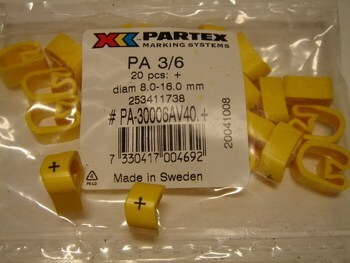 PARTEX
MARKING SYSTEMS
PA 3/6
20 pcs: +
diam 8.0-16.0 mm
253411738
# PA-30006AV40.+
20041008
7 330417 004692
Made in Sweden
+
+